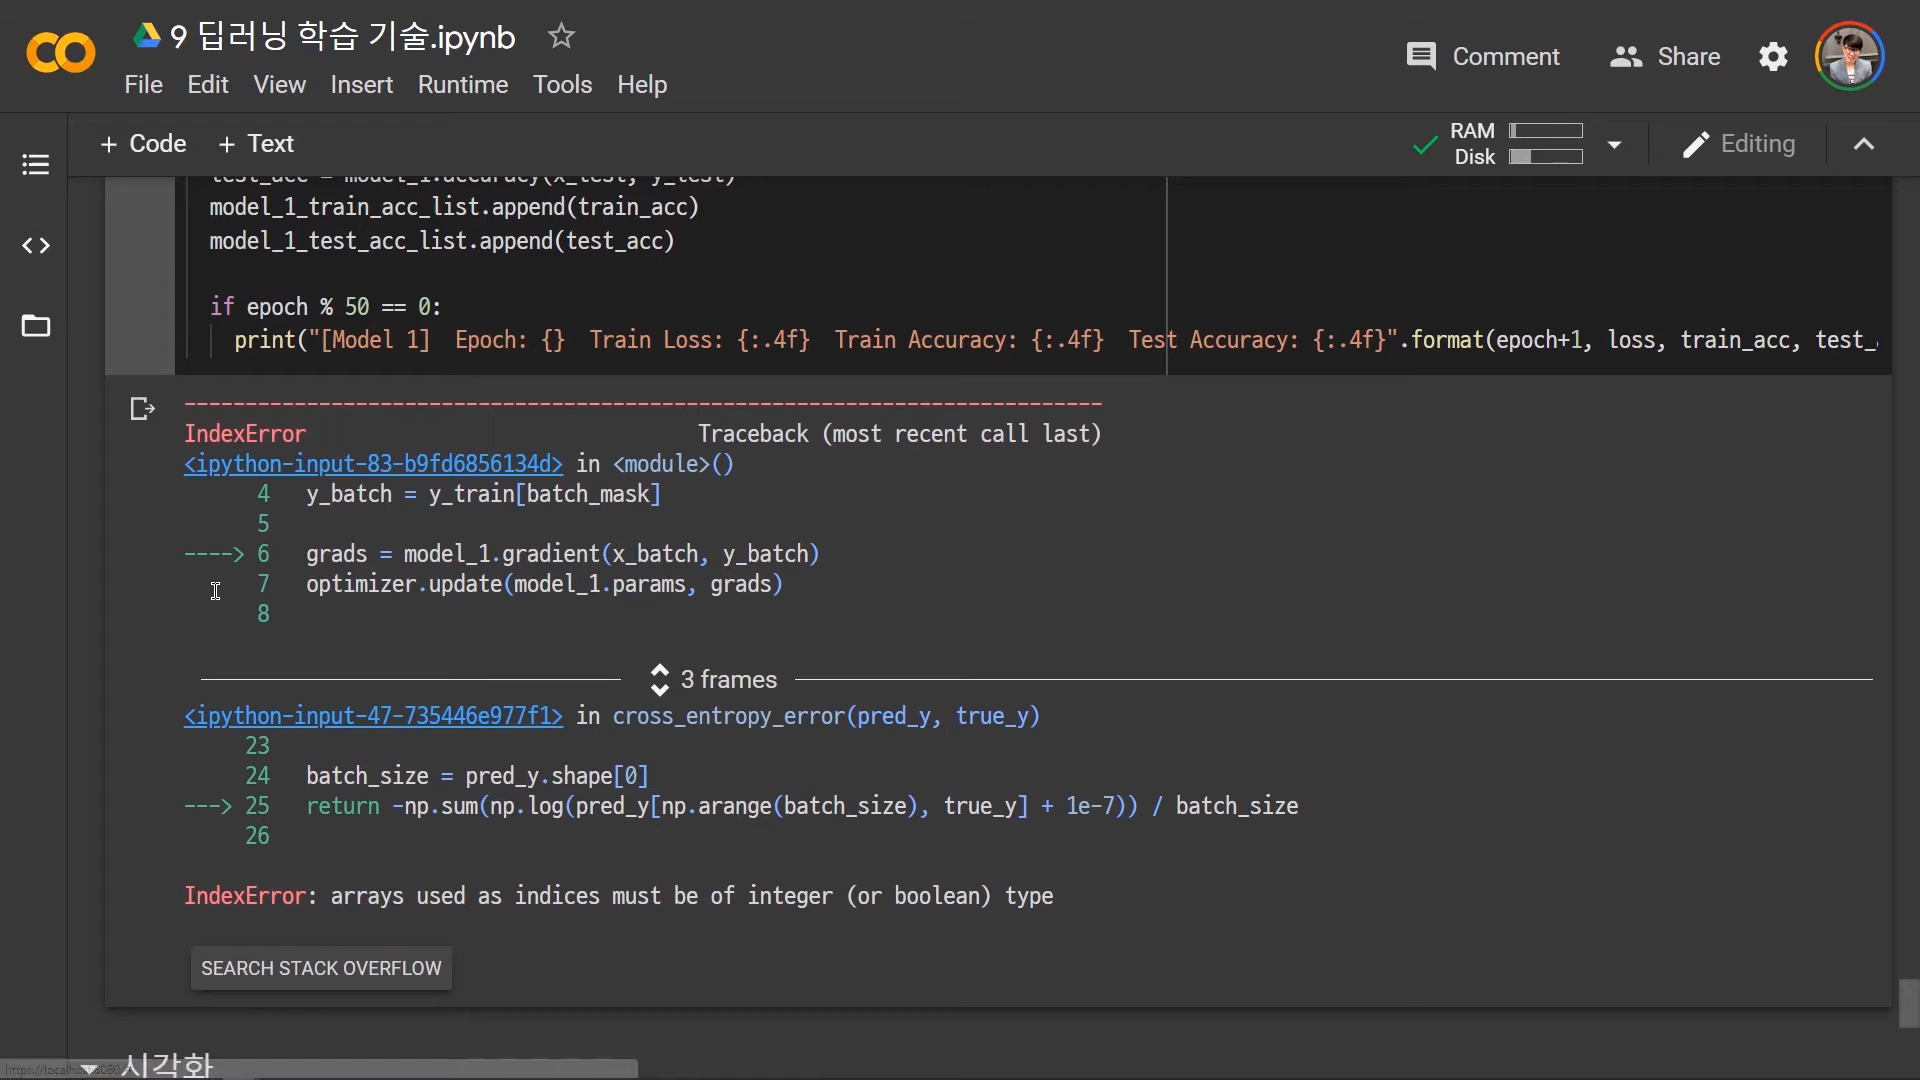 9 딥러닝 학습 기술.ipynb
Comment
Share
File Edit View Insert Runtime Tools Help
+ Code + Text
RAM
Disk
Editing
test_acc = model_1.accuracy(x_test, y_test)
model_1_train_acc_list.append(train_acc)
model_1_test_acc_list.append(test_acc)
if epoch % 50 == 0:
print("[Model 1] Epoch: {} Train Loss: {:.4f} Train Accuracy: {:.4f} Test Accuracy: {:.4f}".format(epoch+1, loss, train_acc, test_
---------------------------------------------------------------------------
IndexError Traceback (most recent call last)
<ipython-input-83-b9fd6856134d> in <module>()
4 y_batch = y_train[batch_mask]
5
----> 6 grads = model_1.gradient(x_batch, y_batch)
7 optimizer.update(model_1.params, grads)
8
3 frames
<ipython-input-47-735446e977f1> in cross_entropy_error(pred_y, true_y)
23
24 batch_size = pred_y.shape[0]
---> 25 return -np.sum(np.log(pred_y[np.arange(batch_size), true_y] + 1e-7)) / batch_size
26
IndexError: arrays used as indices must be of integer (or boolean) type
SEARCH STACK OVERFLOW
시각화